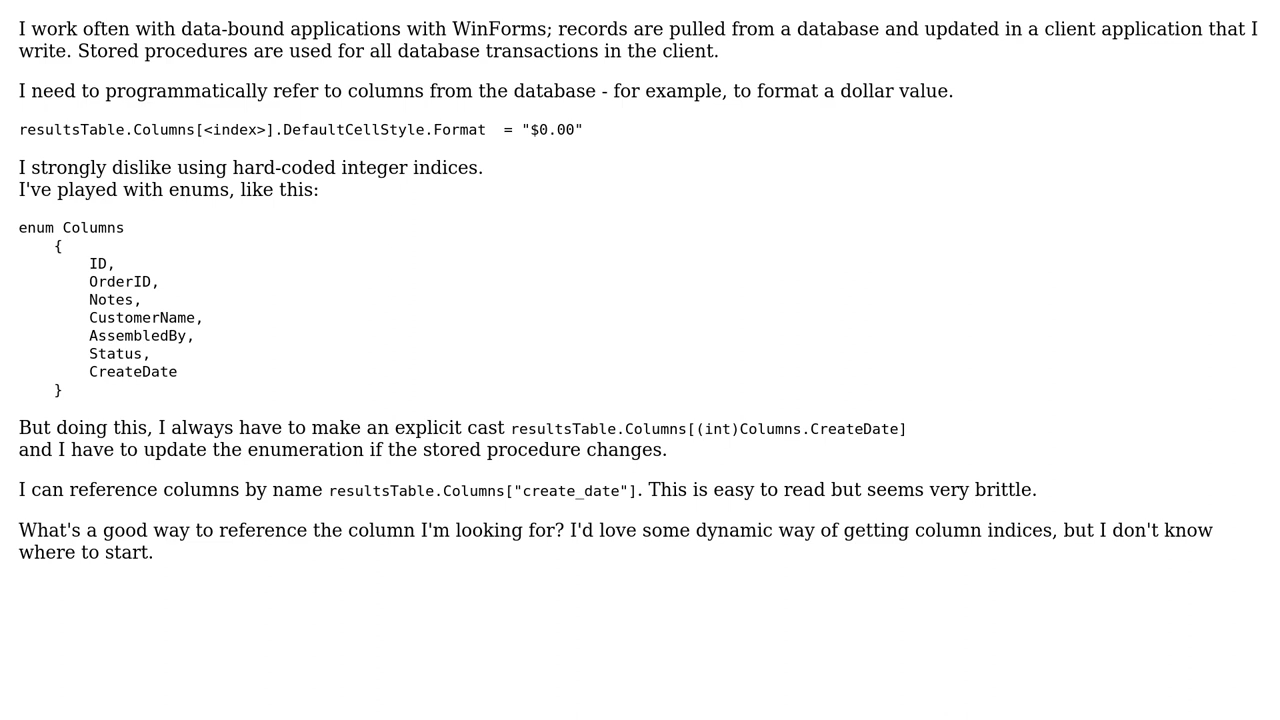 I work often with data-bound applications with WinForms; records are pulled from a database and updated in a client application that I
write. Stored procedures are used for all database transactions in the client.
I need to programmatically refer to columns from the database - for example, to format a dollar value.
resultsTable.Columns[<index>].DefaultCellStyle.Format  = "$0.00"
I strongly dislike using hard-coded integer indices.
I've played with enums, like this:
enum Columns
    {
        ID,
        OrderID,
        Notes,
        CustomerName,
        AssembledBy,
        Status,
        CreateDate
    }
But doing this, I always have to make an explicit cast resultsTable.Columns[(int)Columns.CreateDate]
and I have to update the enumeration if the stored procedure changes.
I can reference columns by name resultsTable.Columns["create_date"]. This is easy to read but seems very brittle.
What's a good way to reference the column I'm looking for? I'd love some dynamic way of getting column indices, but I don't know
where to start.